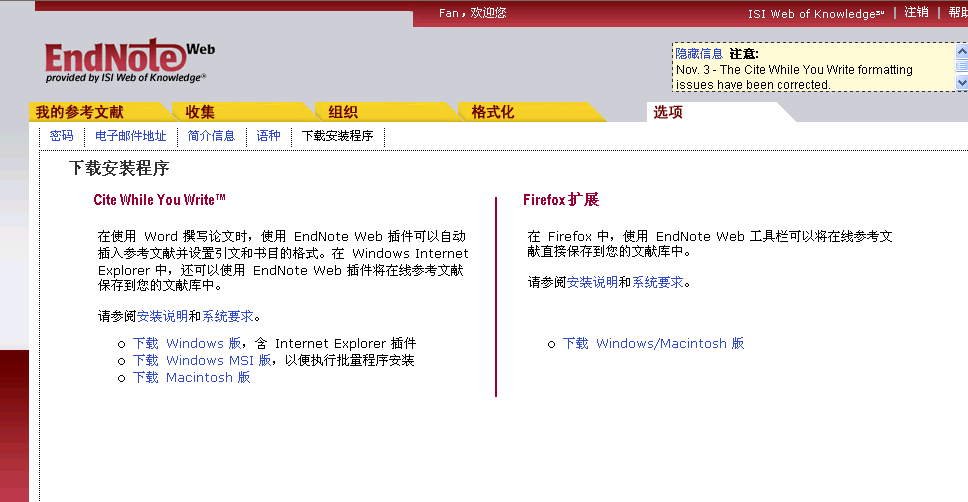 Fan，欢迎您
ISI Web of Knowledge℠ | 注销 | 帮助
EndNote Web
provided by ISI Web of Knowledge®
隐藏信息 注意:
Nov. 3 - The Cite While You Write formatting
issues have been corrected.
我的参考文献 收集 组织 格式化 选项
密码 电子邮件地址 简介信息 语种 下载安装程序
下载安装程序
Cite While You Write™
在使用 Word 撰写论文时，使用 EndNote Web 插件可以自动
插入参考文献并设置引文和书目的格式。在 Windows Internet
Explorer 中，还可以使用 EndNote Web 插件将在线参考文献
保存到您的文献库中。
请参阅安装说明和系统要求。
下载 Windows 版，含 Internet Explorer 插件
下载 Windows MSI 版，以便执行批量程序安装
下载 Macintosh 版
Firefox 扩展
在 Firefox 中，使用 EndNote Web 工具栏可以将在线参考文
献直接保存到您的文献库中。
请参阅安装说明和系统要求。
下载 Windows/Macintosh 版